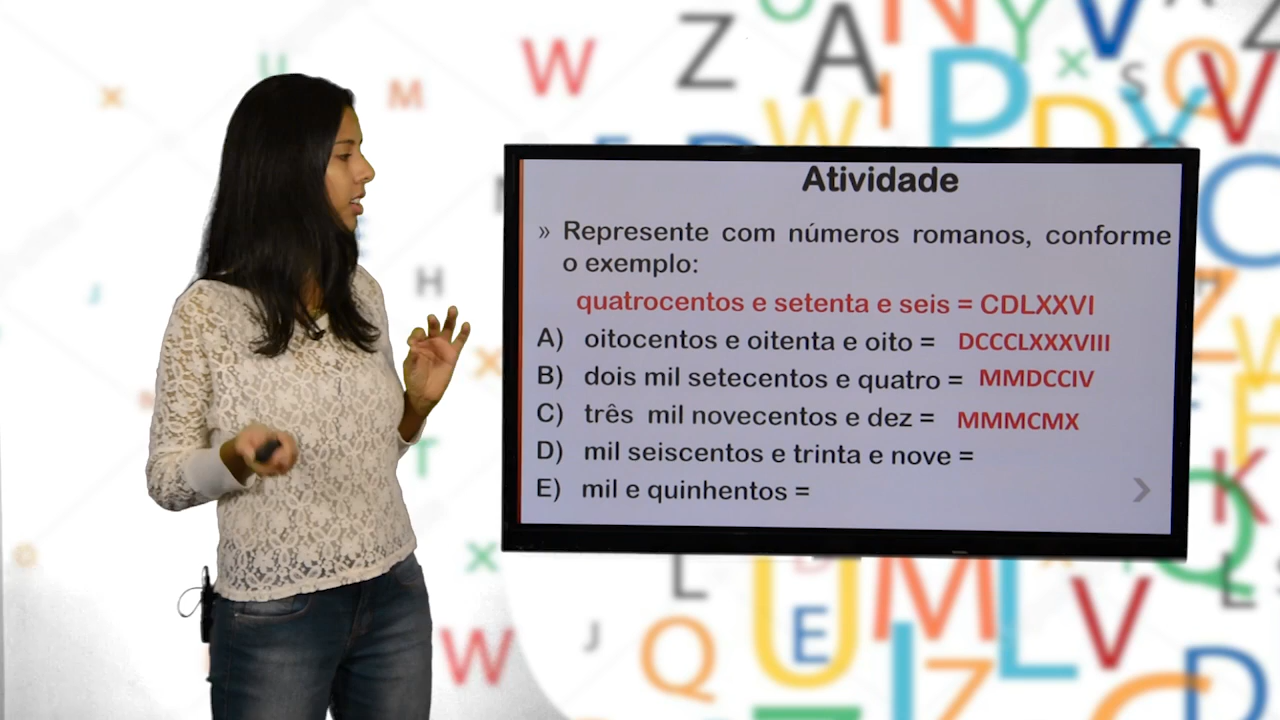 Atividade
» Represente com números romanos, conforme
o exemplo:
quatrocentos e setenta e seis = CDLXXVI
A) oitocentos e oitenta e oito = DCCCLXXXVIII
B) dois mil setecentos e quatro = MMDCCIV
C) três mil novecentos e dez = MMMCMX
D) mil seiscentos e trinta e nove =
E) mil e quinhentos =